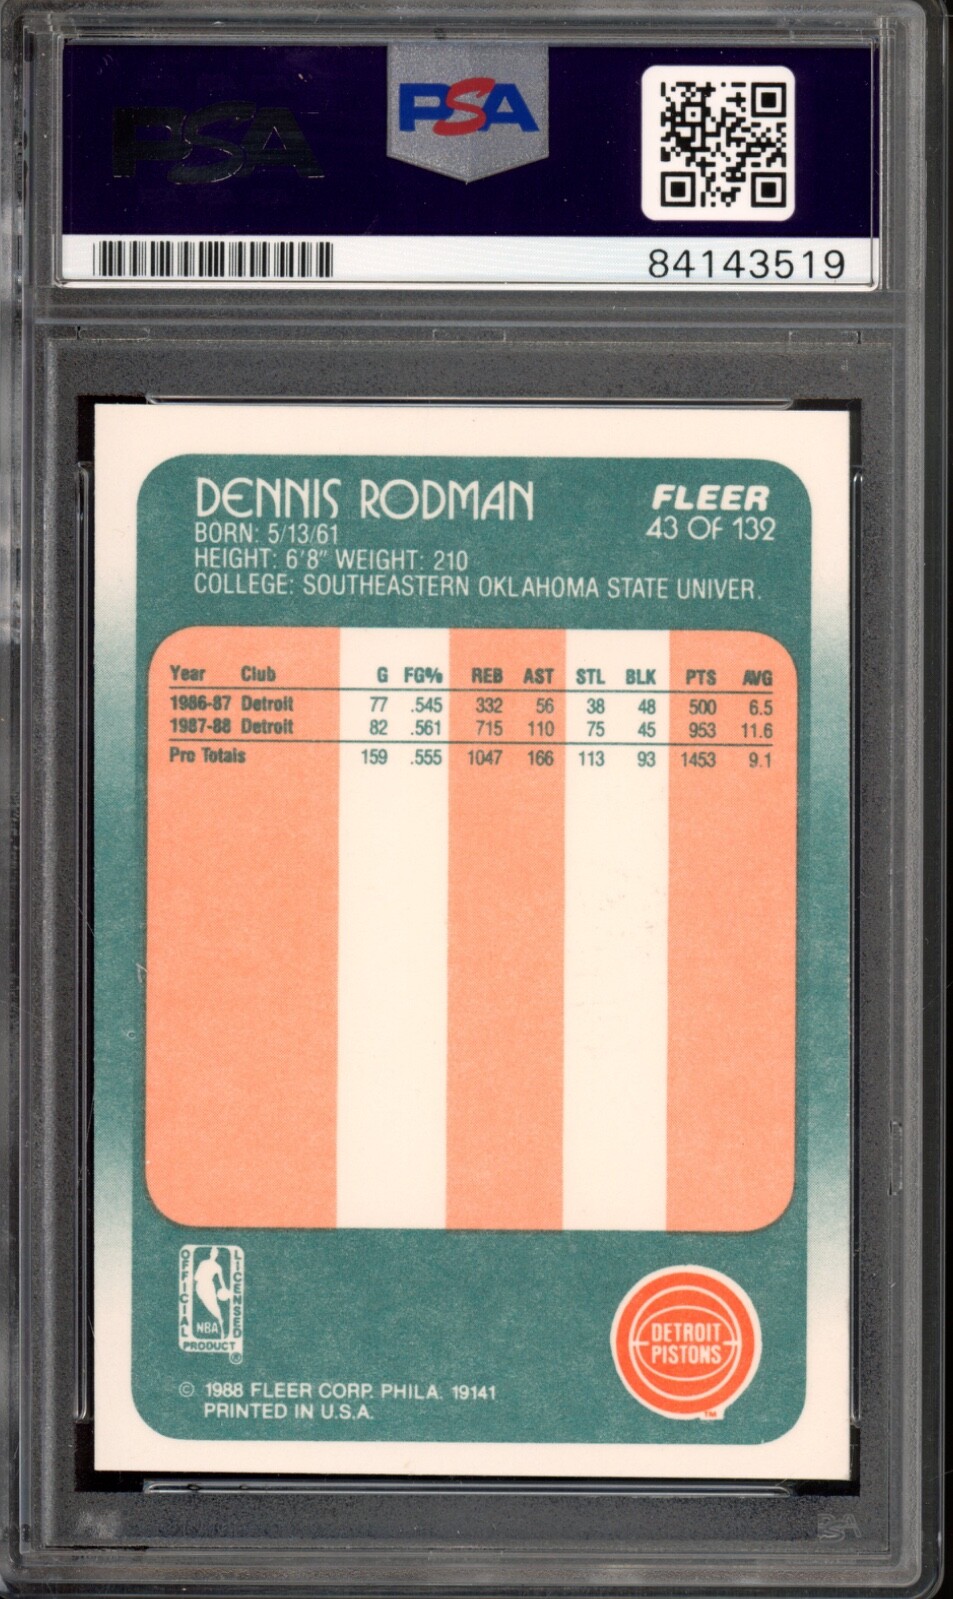 PSA
PSA
84143519
DENNIS RODMAN
FLEER
BORN: 5/13/61
43 OF 132
HEIGHT: 6'8" WEIGHT: 210
COLLEGE: SOUTHEASTERN OKLAHOMA STATE UNIVER.
Year Club G FG% REB AST STL BLK PTS AVG
1986-87 Detroit 77 .545 332 56 38 48 500 6.5
1987-88 Detroit 82 .561 715 110 75 45 953 11.6
Pro Totals 159 .555 1047 166 113 93 1453 9.1
OFFICIAL
LICENSED
NBA
PRODUCT
®
DETROIT
PISTONS
TM
© 1988 FLEER CORP. PHILA. 19141
PRINTED IN U.S.A.
PSA